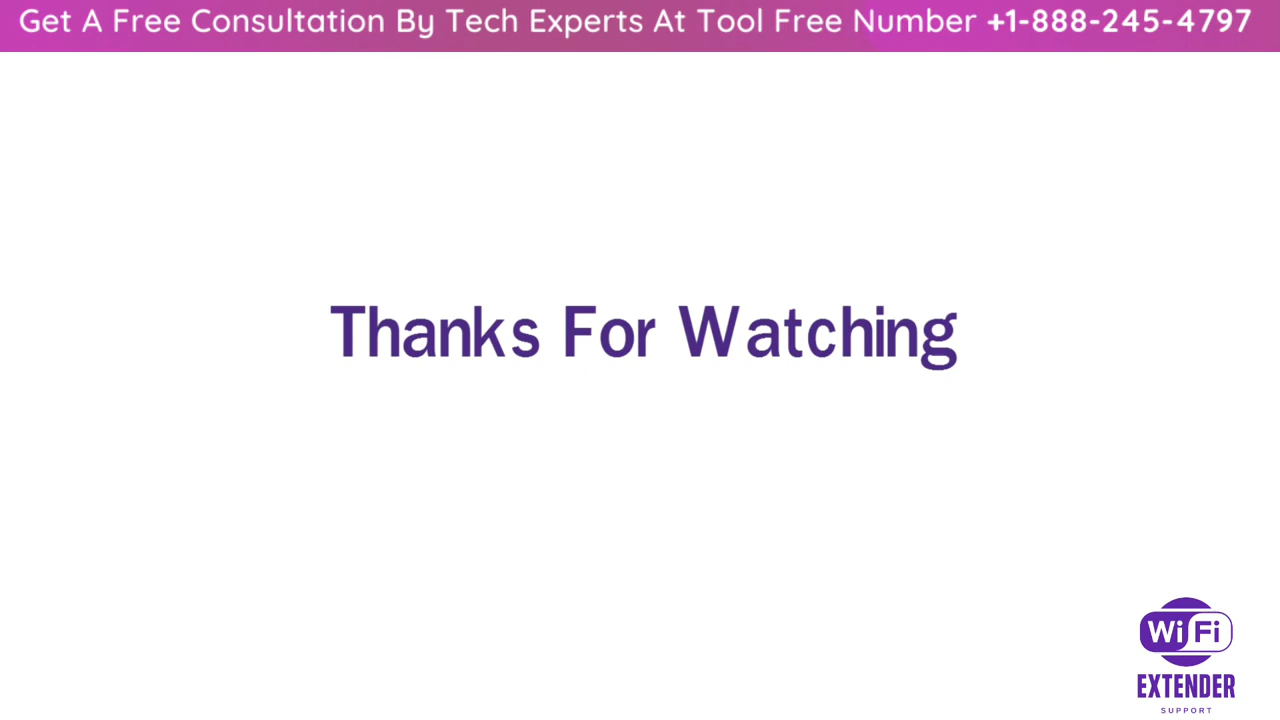 Get A Free Consultation By Tech Experts At Tool Free Number +1-888-245-4797
Thanks For Watching
Wi Fi
EXTENDER
SUPPORT